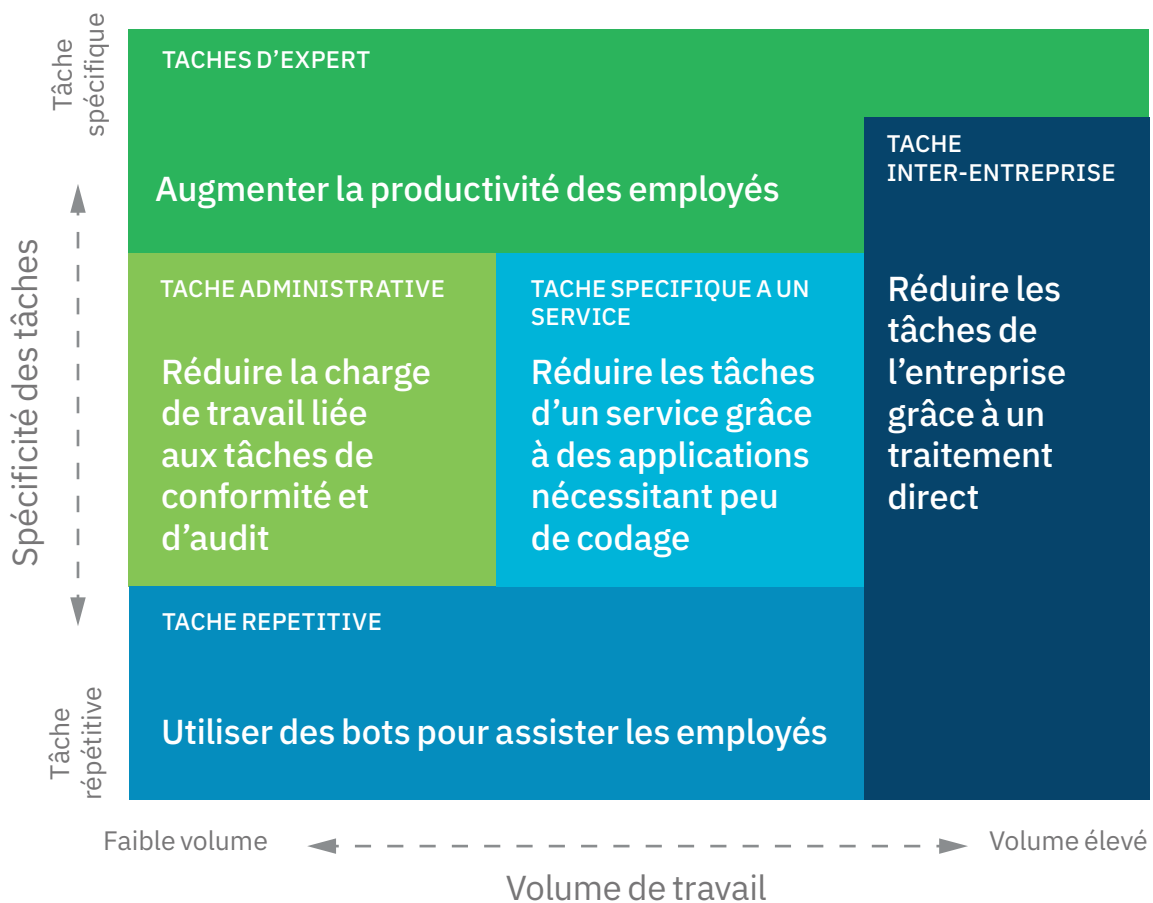 Tâche
spécifique
TACHES D’EXPERT
Augmenter la productivité des employés
TACHE
INTER-ENTREPRISE
Réduire les
tâches de
l’entreprise
grâce à un
traitement
direct
Spécificité des tâches
TACHE ADMINISTRATIVE
Réduire la charge
de travail liée
aux tâches de
conformité et
d’audit
TACHE SPECIFIQUE A UN
SERVICE
Réduire les tâches
d’un service grâce
à des applications
nécessitant peu
de codage
Tâche
répétitive
TACHE REPETITIVE
Utiliser des bots pour assister les employés
Faible volume
Volume élevé
Volume de travail